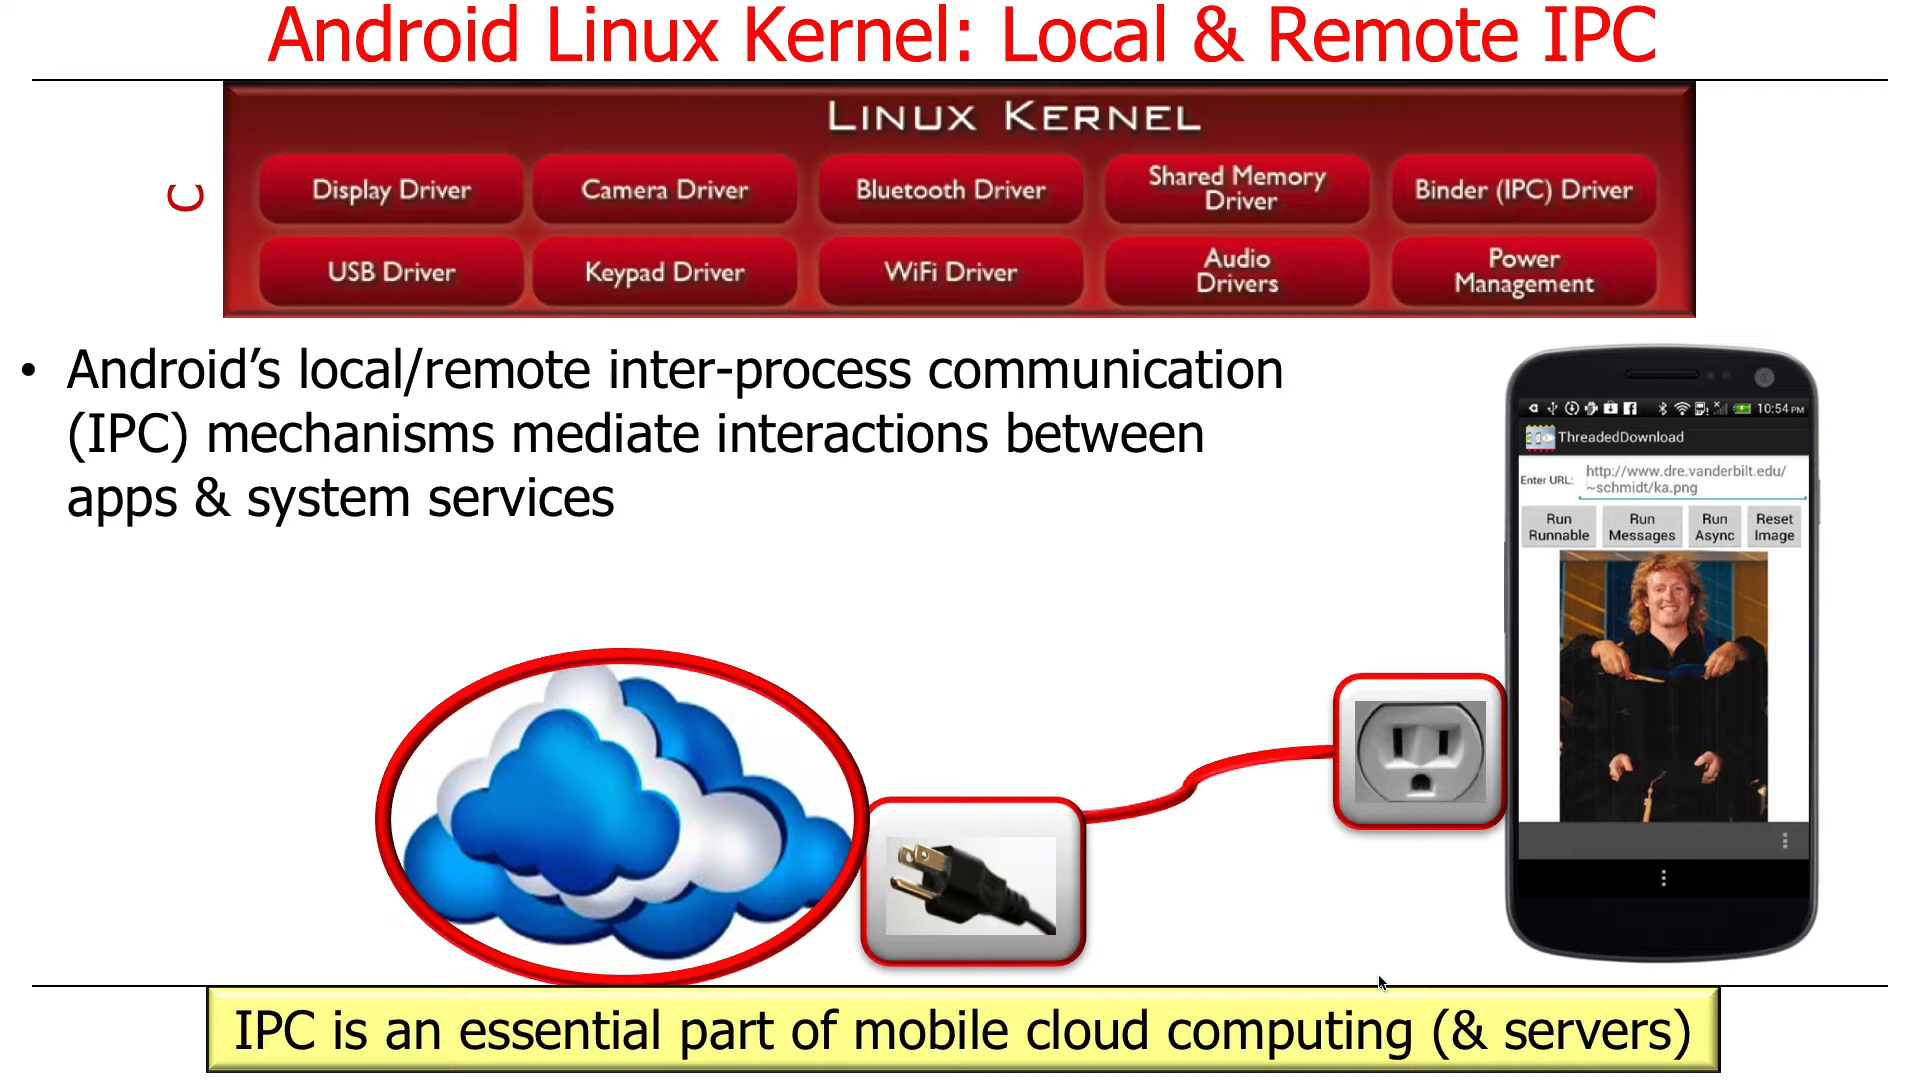 Android Linux Kernel: Local & Remote IPC
LINUX KERNEL
C
Display Driver
Camera Driver
Bluetooth Driver
Shared Memory
Driver
Binder (IPC) Driver
USB Driver
Keypad Driver
WiFi Driver
Audio
Drivers
Power
Management
• Android’s local/remote inter-process communication
(IPC) mechanisms mediate interactions between
apps & system services
10:54 PM
ThreadedDownload
Enter URL:
http://www.dre.vanderbilt.edu/
~schmidt/ka.png
Run
Runnable
Run
Messages
Run
Async
Reset
Image
IPC is an essential part of mobile cloud computing (& servers)